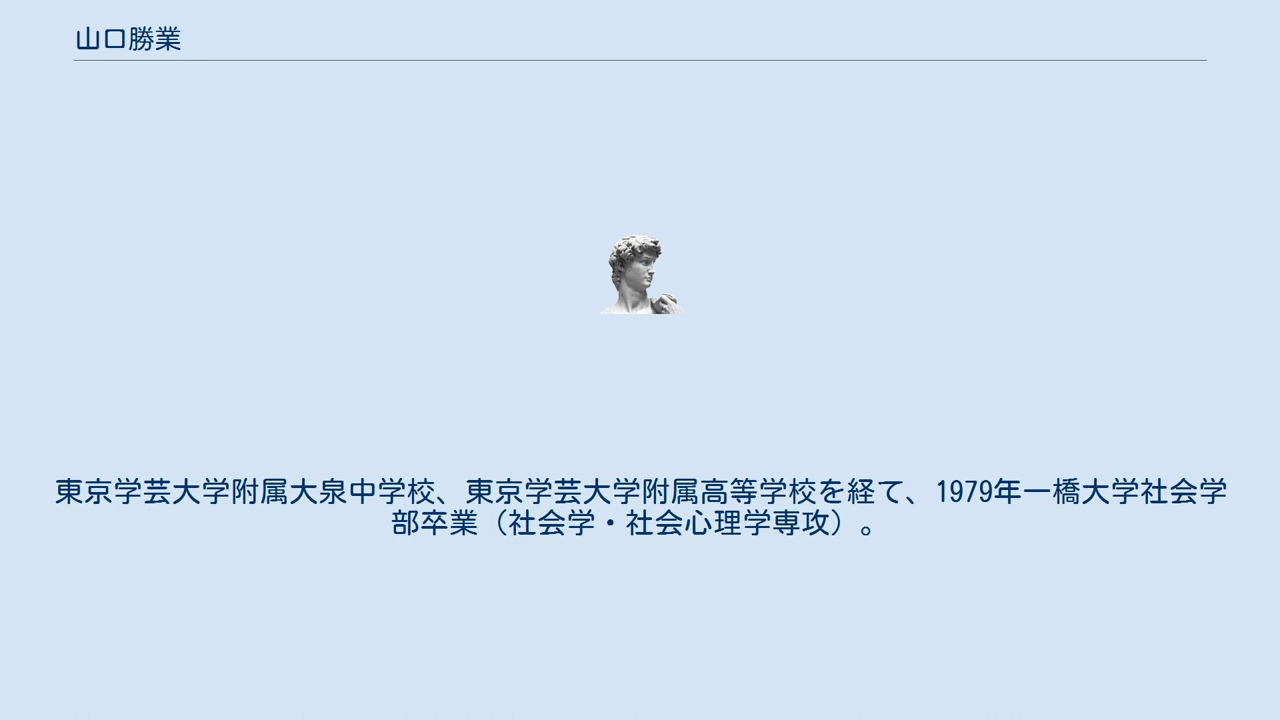 山口勝業
東京学芸大学附属大泉中学校、東京学芸大学附属高等学校を経て、1979年一橋大学社会学
部卒業（社会学・社会心理学専攻）。